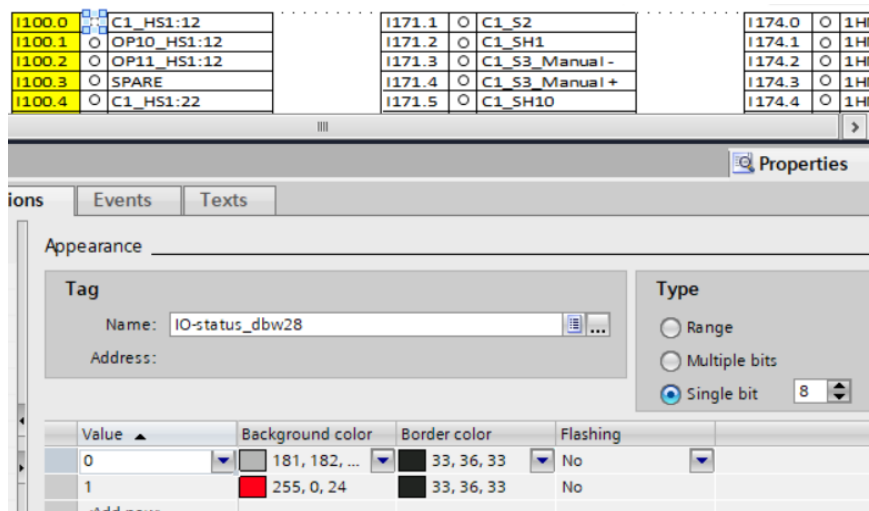 I100.0 C1_HS1:12 I171.1 C1_S2 I174.0
I100.1 OP10_HS1:12 I171.2 C1_SH1 I174.1
I100.2 OP11_HS1:12 I171.3 C1_S3_Manual - I174.2
I100.3 SPARE I171.4 C1_S3_Manual + I174.3
I100.4 C1_HS1:22 I171.5 C1_SH10 I174.4
Properties
ions Events Texts
Appearance
Tag Type
Name: IO-status_dbw28 Range
Address: Multiple bits
Single bit 8
Value Background color Border color Flashing
0 181, 182, ... 33, 36, 33 No
1 255, 0, 24 33, 36, 33 No